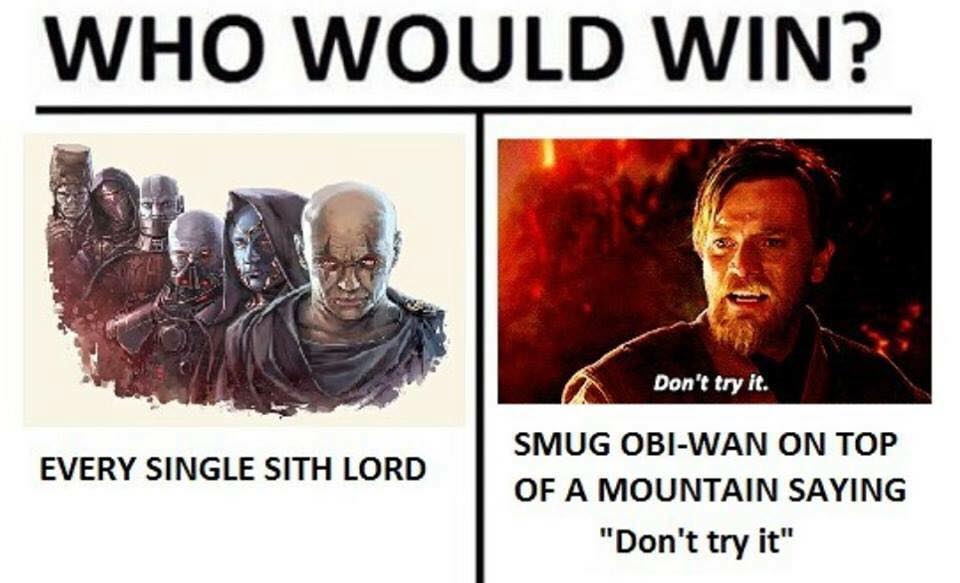 WHO WOULD WIN?
Don't try it.
EVERY SINGLE SITH LORD
SMUG OBI-WAN ON TOP
OF A MOUNTAIN SAYING
"Don't try it"